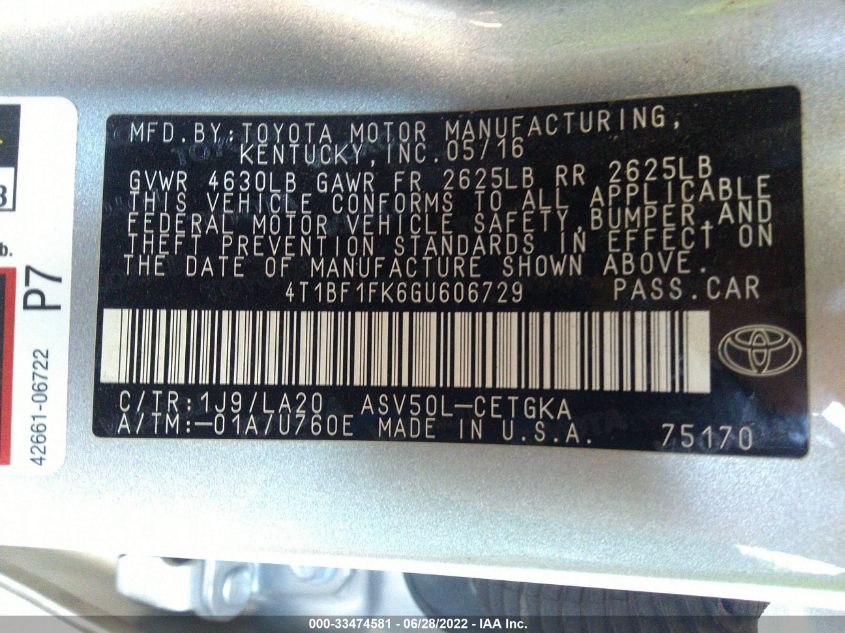 MFD.BY:TOYOTA MOTOR MANUFACTURING,
KENTUCKY,INC.05/16
GVWR 4630LB GAWR FR 2625LB RR 2625LB
THIS VEHICLE CONFORMS TO ALL APPLICABLE
FEDERAL MOTOR VEHICLE SAFETY,BUMPER,AND
THEFT PREVENTION STANDARDS IN EFFECT ON
THE DATE OF MANUFACTURE SHOWN ABOVE.
4T1BF1FK6GU606729 PASS.CAR
C/TR:1J9/LA20 ASV50L-CETGKA
A/TM:-01A/U760E MADE IN U.S.A. 75170
P7
42661-06722
b.
3
000-33474581 - 06/28/2022 - IAA Inc.